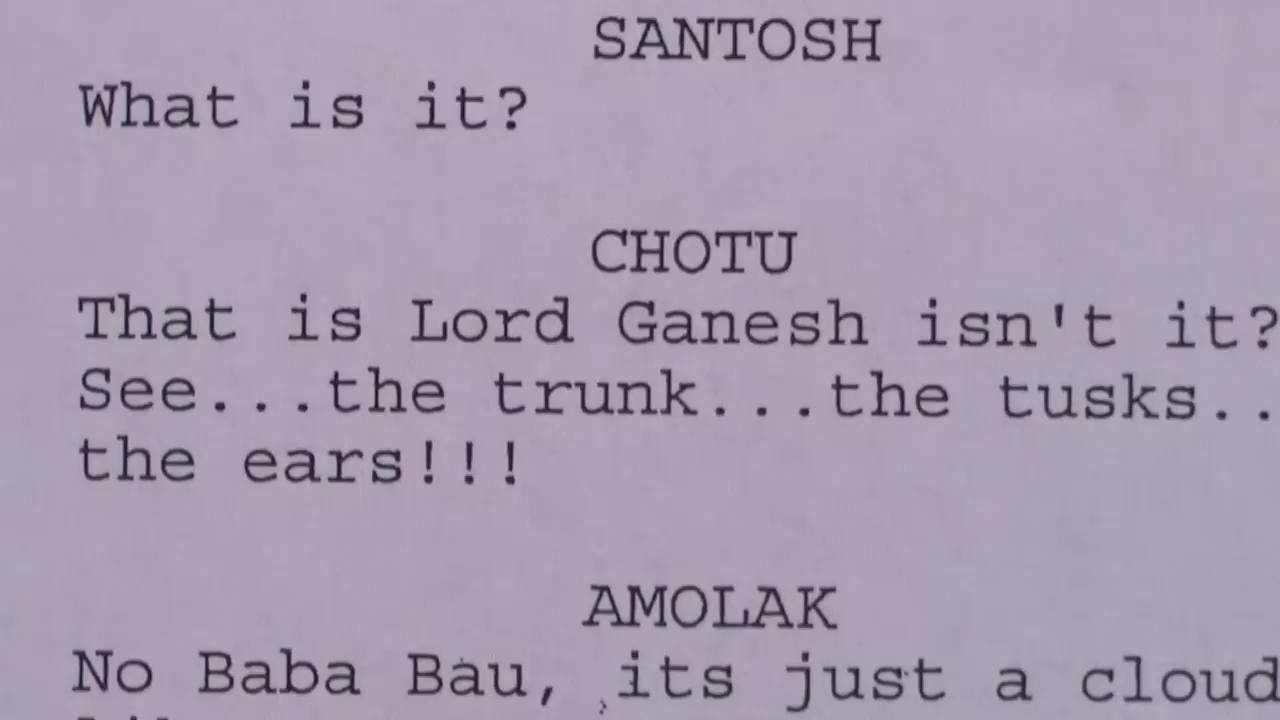 SANTOSH
What is it?
CHOTU
That is Lord Ganesh isn't it?
See...the trunk...the tusks..
the ears!!!
AMOLAK
No Baba Bau, its just a cloud